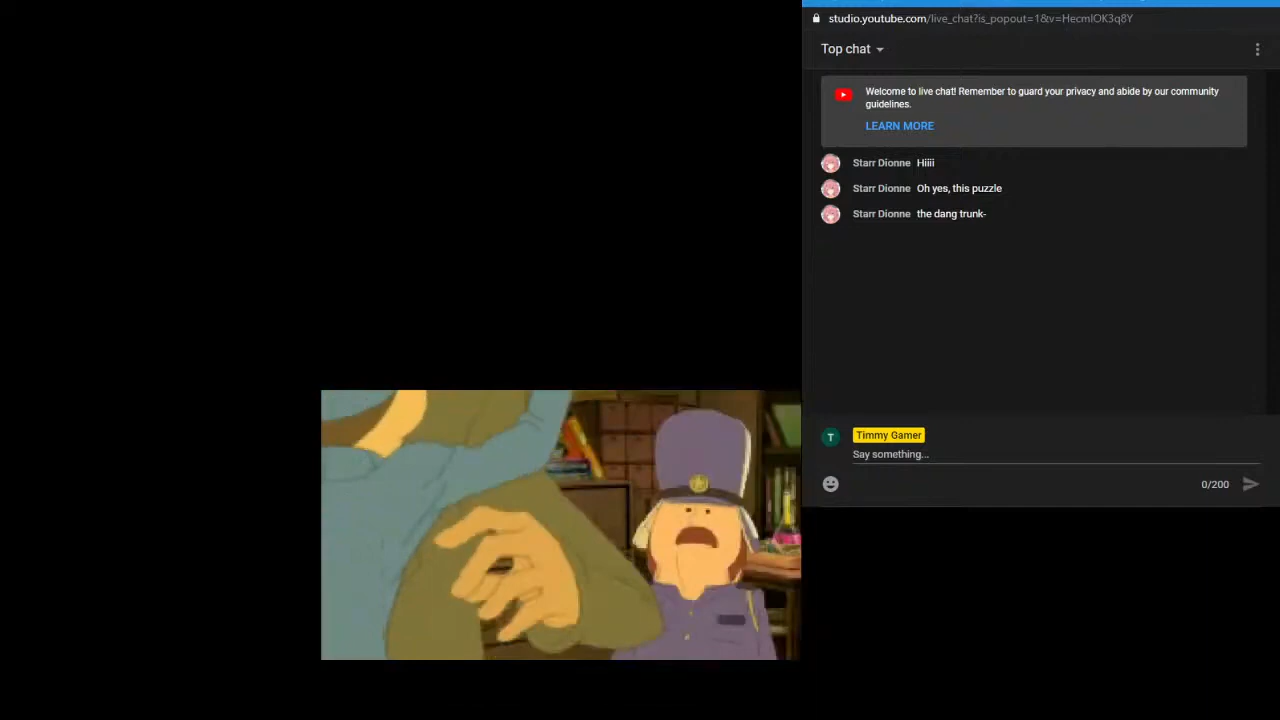 studio.youtube.com/live_chat?is_popout=1&v=HecmIOK3q8Y
Top chat
Welcome to live chat! Remember to guard your privacy and abide by our community
guidelines.
LEARN MORE
Starr Dionne Hiiii
Starr Dionne Oh yes, this puzzle
Starr Dionne the dang trunk-
T
Timmy Gamer
Say something...
0/200